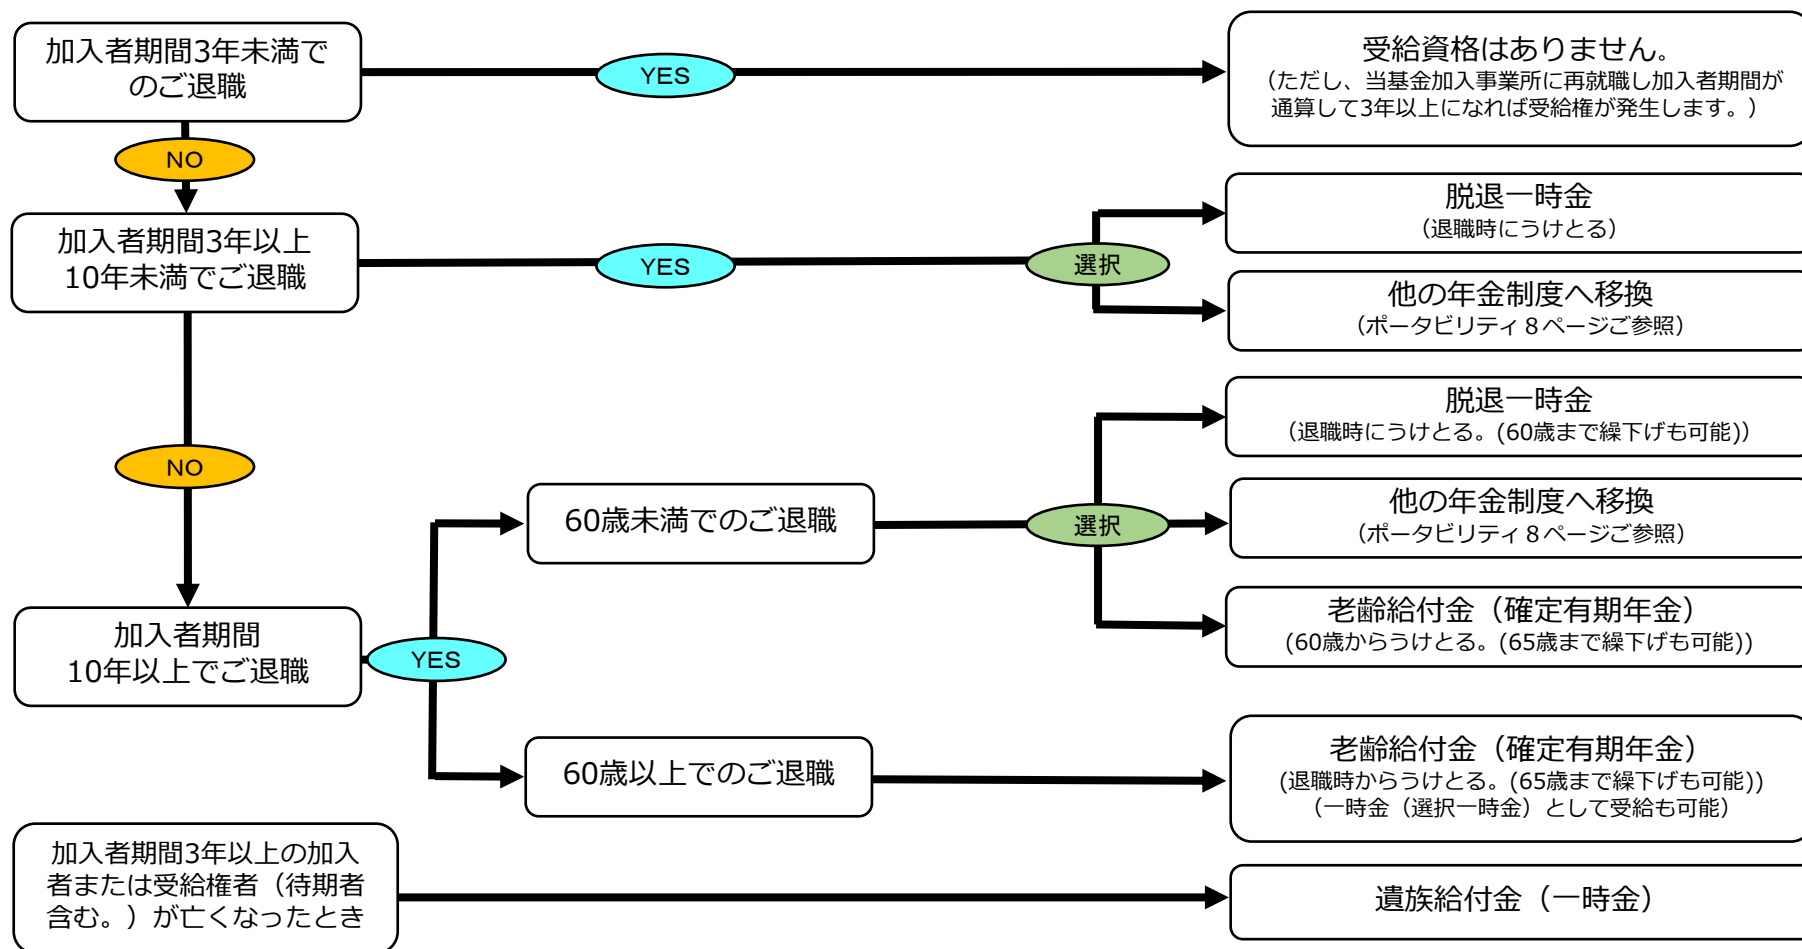 加入者期間3年未満で
のご退職
YES
受給資格はありません。
（ただし、当基金加入事業所に再就職し加入者期間が
通算して3年以上になれば受給権が発生します。）
NO
加入者期間3年以上
10年未満でご退職
YES
選択
脱退一時金
（退職時にうけとる）
他の年金制度へ移換
（ポータビリティ８ページご参照）
NO
脱退一時金
（退職時にうけとる。(60歳まで繰下げも可能)）
60歳未満でのご退職
選択
他の年金制度へ移換
（ポータビリティ８ページご参照）
老齢給付金（確定有期年金）
(60歳からうけとる。(65歳まで繰下げも可能))
加入者期間
10年以上でご退職
YES
60歳以上でのご退職
老齢給付金（確定有期年金）
(退職時からうけとる。(65歳まで繰下げも可能))
（一時金（選択一時金）として受給も可能）
加入者期間3年以上の加入
者または受給権者（待期者
含む。）が亡くなったとき
遺族給付金（一時金）